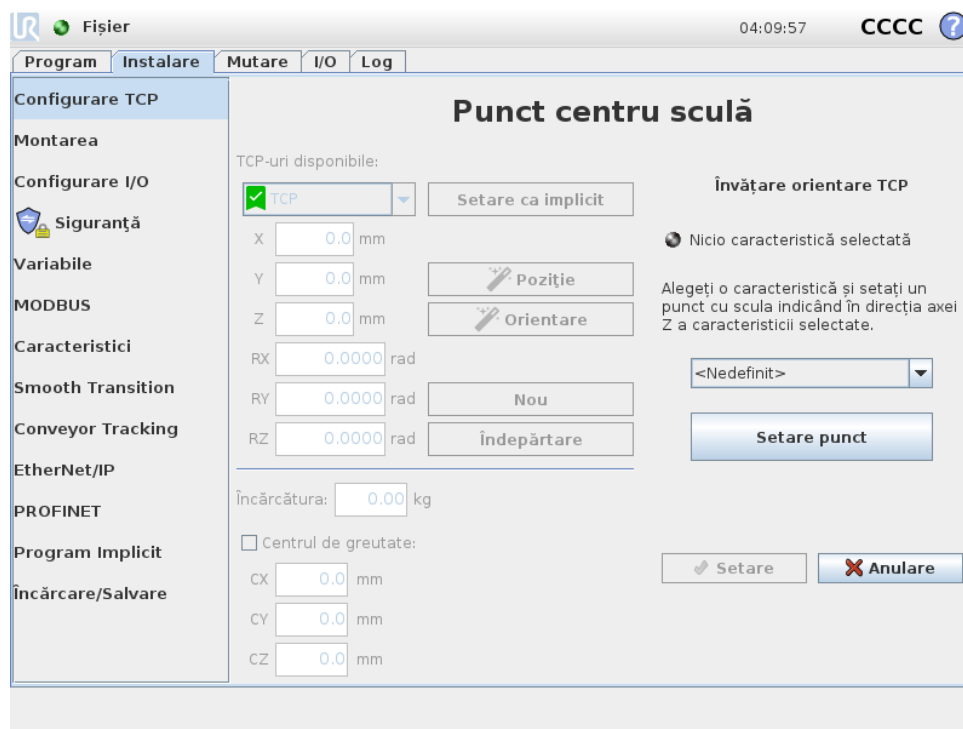 UR Fișier 04:09:57 CCCC ?
Program Instalare Mutare I/O Log
Configurare TCP
Montarea
Configurare I/O
Siguranță
Variabile
MODBUS
Caracteristici
Smooth Transition
Conveyor Tracking
EtherNet/IP
PROFINET
Program Implicit
Încărcare/Salvare
Punct centru sculă
TCP-uri disponibile:
TCP Setare ca implicit
X 0.0 mm
Y 0.0 mm Poziție
Z 0.0 mm Orientare
RX 0.0000 rad
RY 0.0000 rad Nou
RZ 0.0000 rad Îndepărtare
Încărcătura: 0.00 kg
Centrul de greutate:
CX 0.0 mm
CY 0.0 mm
CZ 0.0 mm
Învățare orientare TCP
Nicio caracteristică selectată
Alegeți o caracteristică și setați un
punct cu scula indicând în direcția axei
Z a caracteristicii selectate.
<Nedefinit>
Setare punct
Setare Anulare